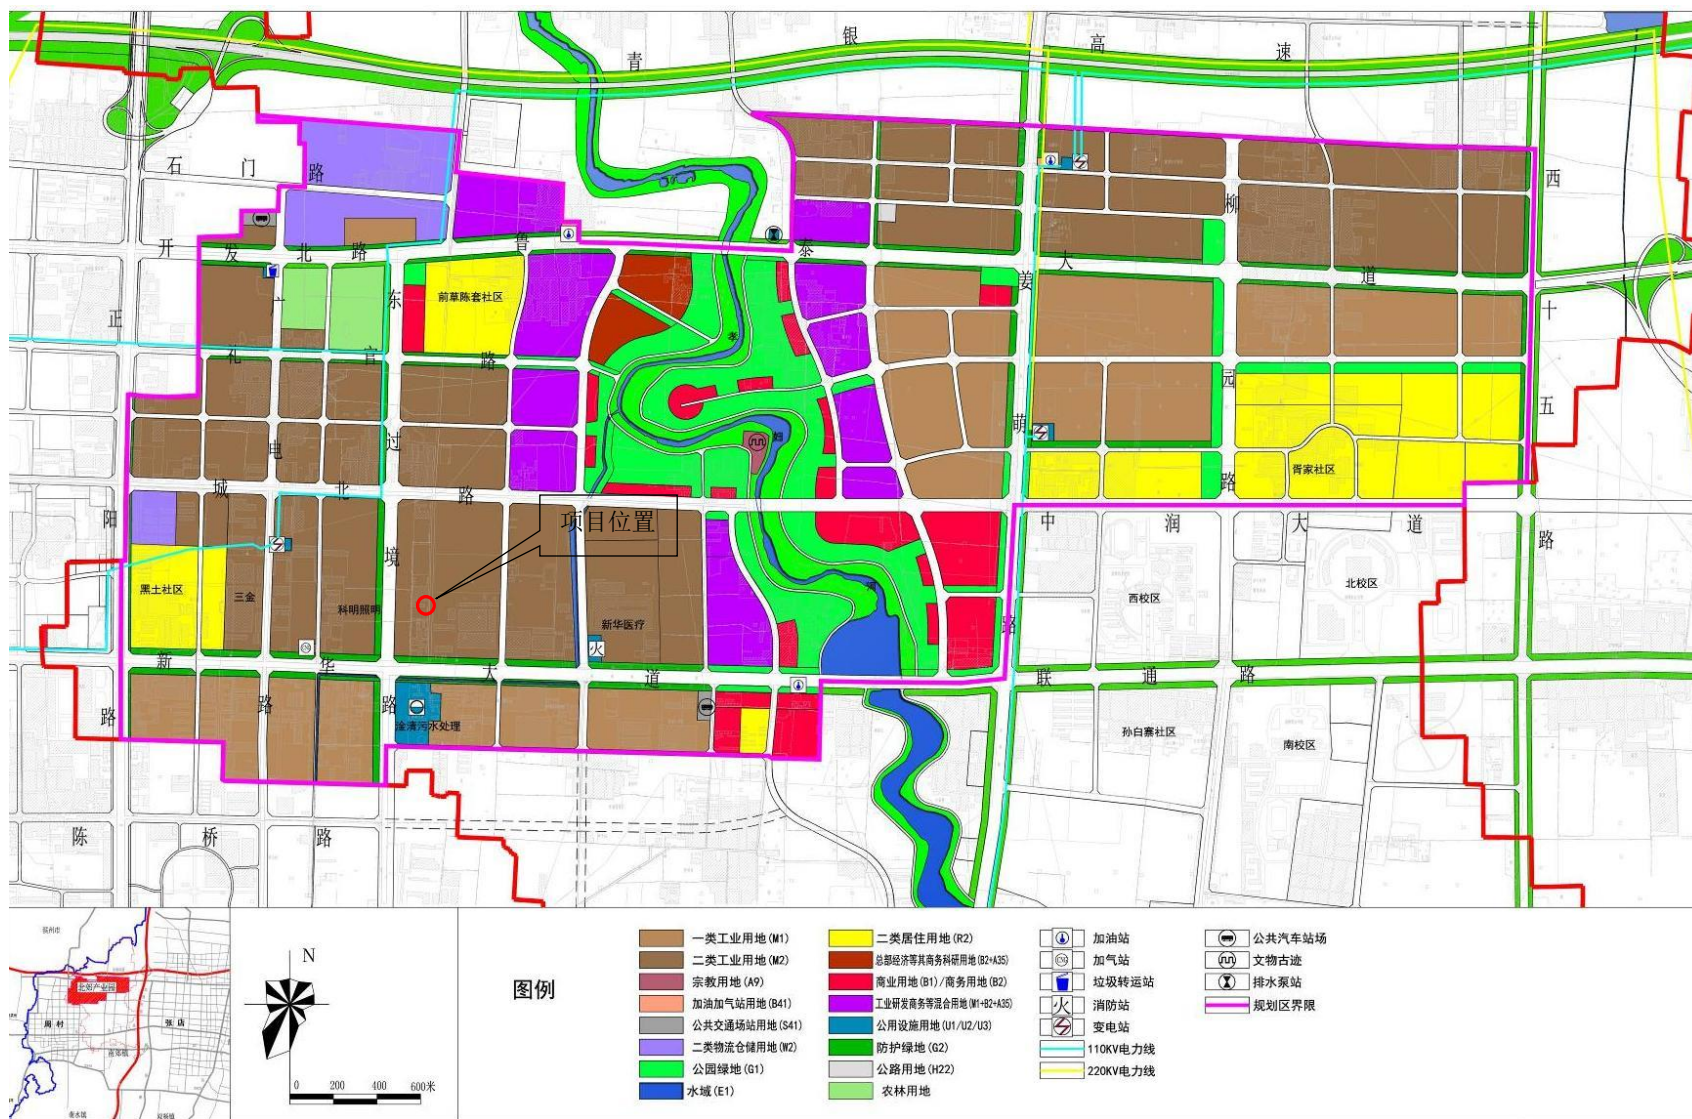 青 银 高 速
石 门 路
开 发 北 路
鲁 泰 大 道
西 十 五 路
柳 园 路
姜 萌 路
正 阳 路
礼 官 路
广 电 路
东 过 境 路
城 北 路
前草陈套社区
孝 妇 河
胥家社区
项目位置
中 润 大 道
黑土社区
三金
科明照明
新华医疗
西校区
北校区
新 华 大 道
联 通 路
淦清污水处理
孙白寨社区
南校区
陈 桥 路
北郊产业园
周 村
张 店
N
0 200 400 600米
图例
一类工业用地(M1)
二类工业用地(M2)
宗教用地(A9)
加油加气站用地(B41)
公共交通场站用地(S41)
二类物流仓储用地(W2)
公园绿地(G1)
水域(E1)
二类居住用地(R2)
总部经济等其商务科研用地(B2+A35)
商业用地(B1)/商务用地(B2)
工业研发商务等混合用地(M1+B2+A35)
公用设施用地(U1/U2/U3)
防护绿地(G2)
公路用地(H22)
农林用地
加油站
CNG 加气站
垃圾转运站
火 消防站
变电站
110KV电力线
220KV电力线
公共汽车站场
文物古迹
排水泵站
规划区界限